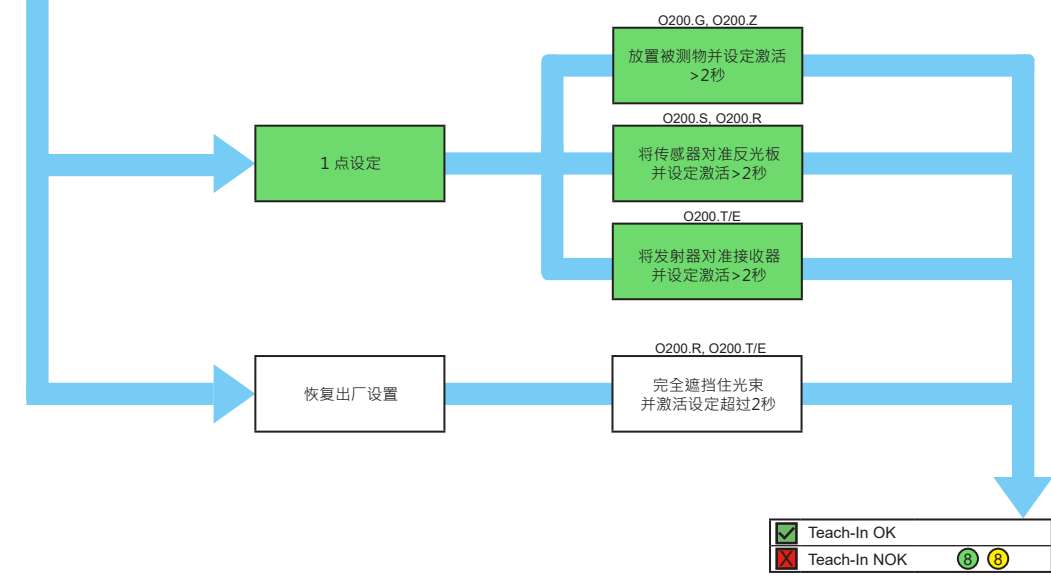 O200.G, O200.Z
放置被测物并设定激活
>2秒
O200.S, O200.R
1 点设定
将传感器对准反光板
并设定激活>2秒
O200.T/E
将发射器对准接收器
并设定激活>2秒
O200.R, O200.T/E
恢复出厂设置
完全遮挡住光束
并激活设定超过2秒
Teach-In OK
Teach-In NOK 8 8